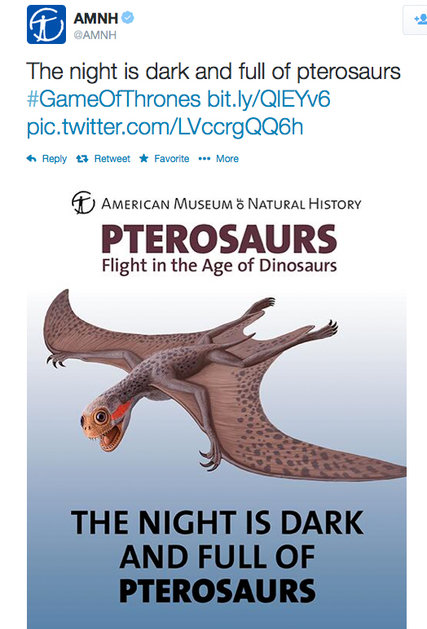 AMNH
@AMNH
The night is dark and full of pterosaurs
#GameOfThrones bit.ly/QIEYv6
pic.twitter.com/LVccrgQQ6h
Reply Retweet Favorite More
AMERICAN MUSEUM OF NATURAL HISTORY
PTEROSAURS
Flight in the Age of Dinosaurs
THE NIGHT IS DARK
AND FULL OF
PTEROSAURS